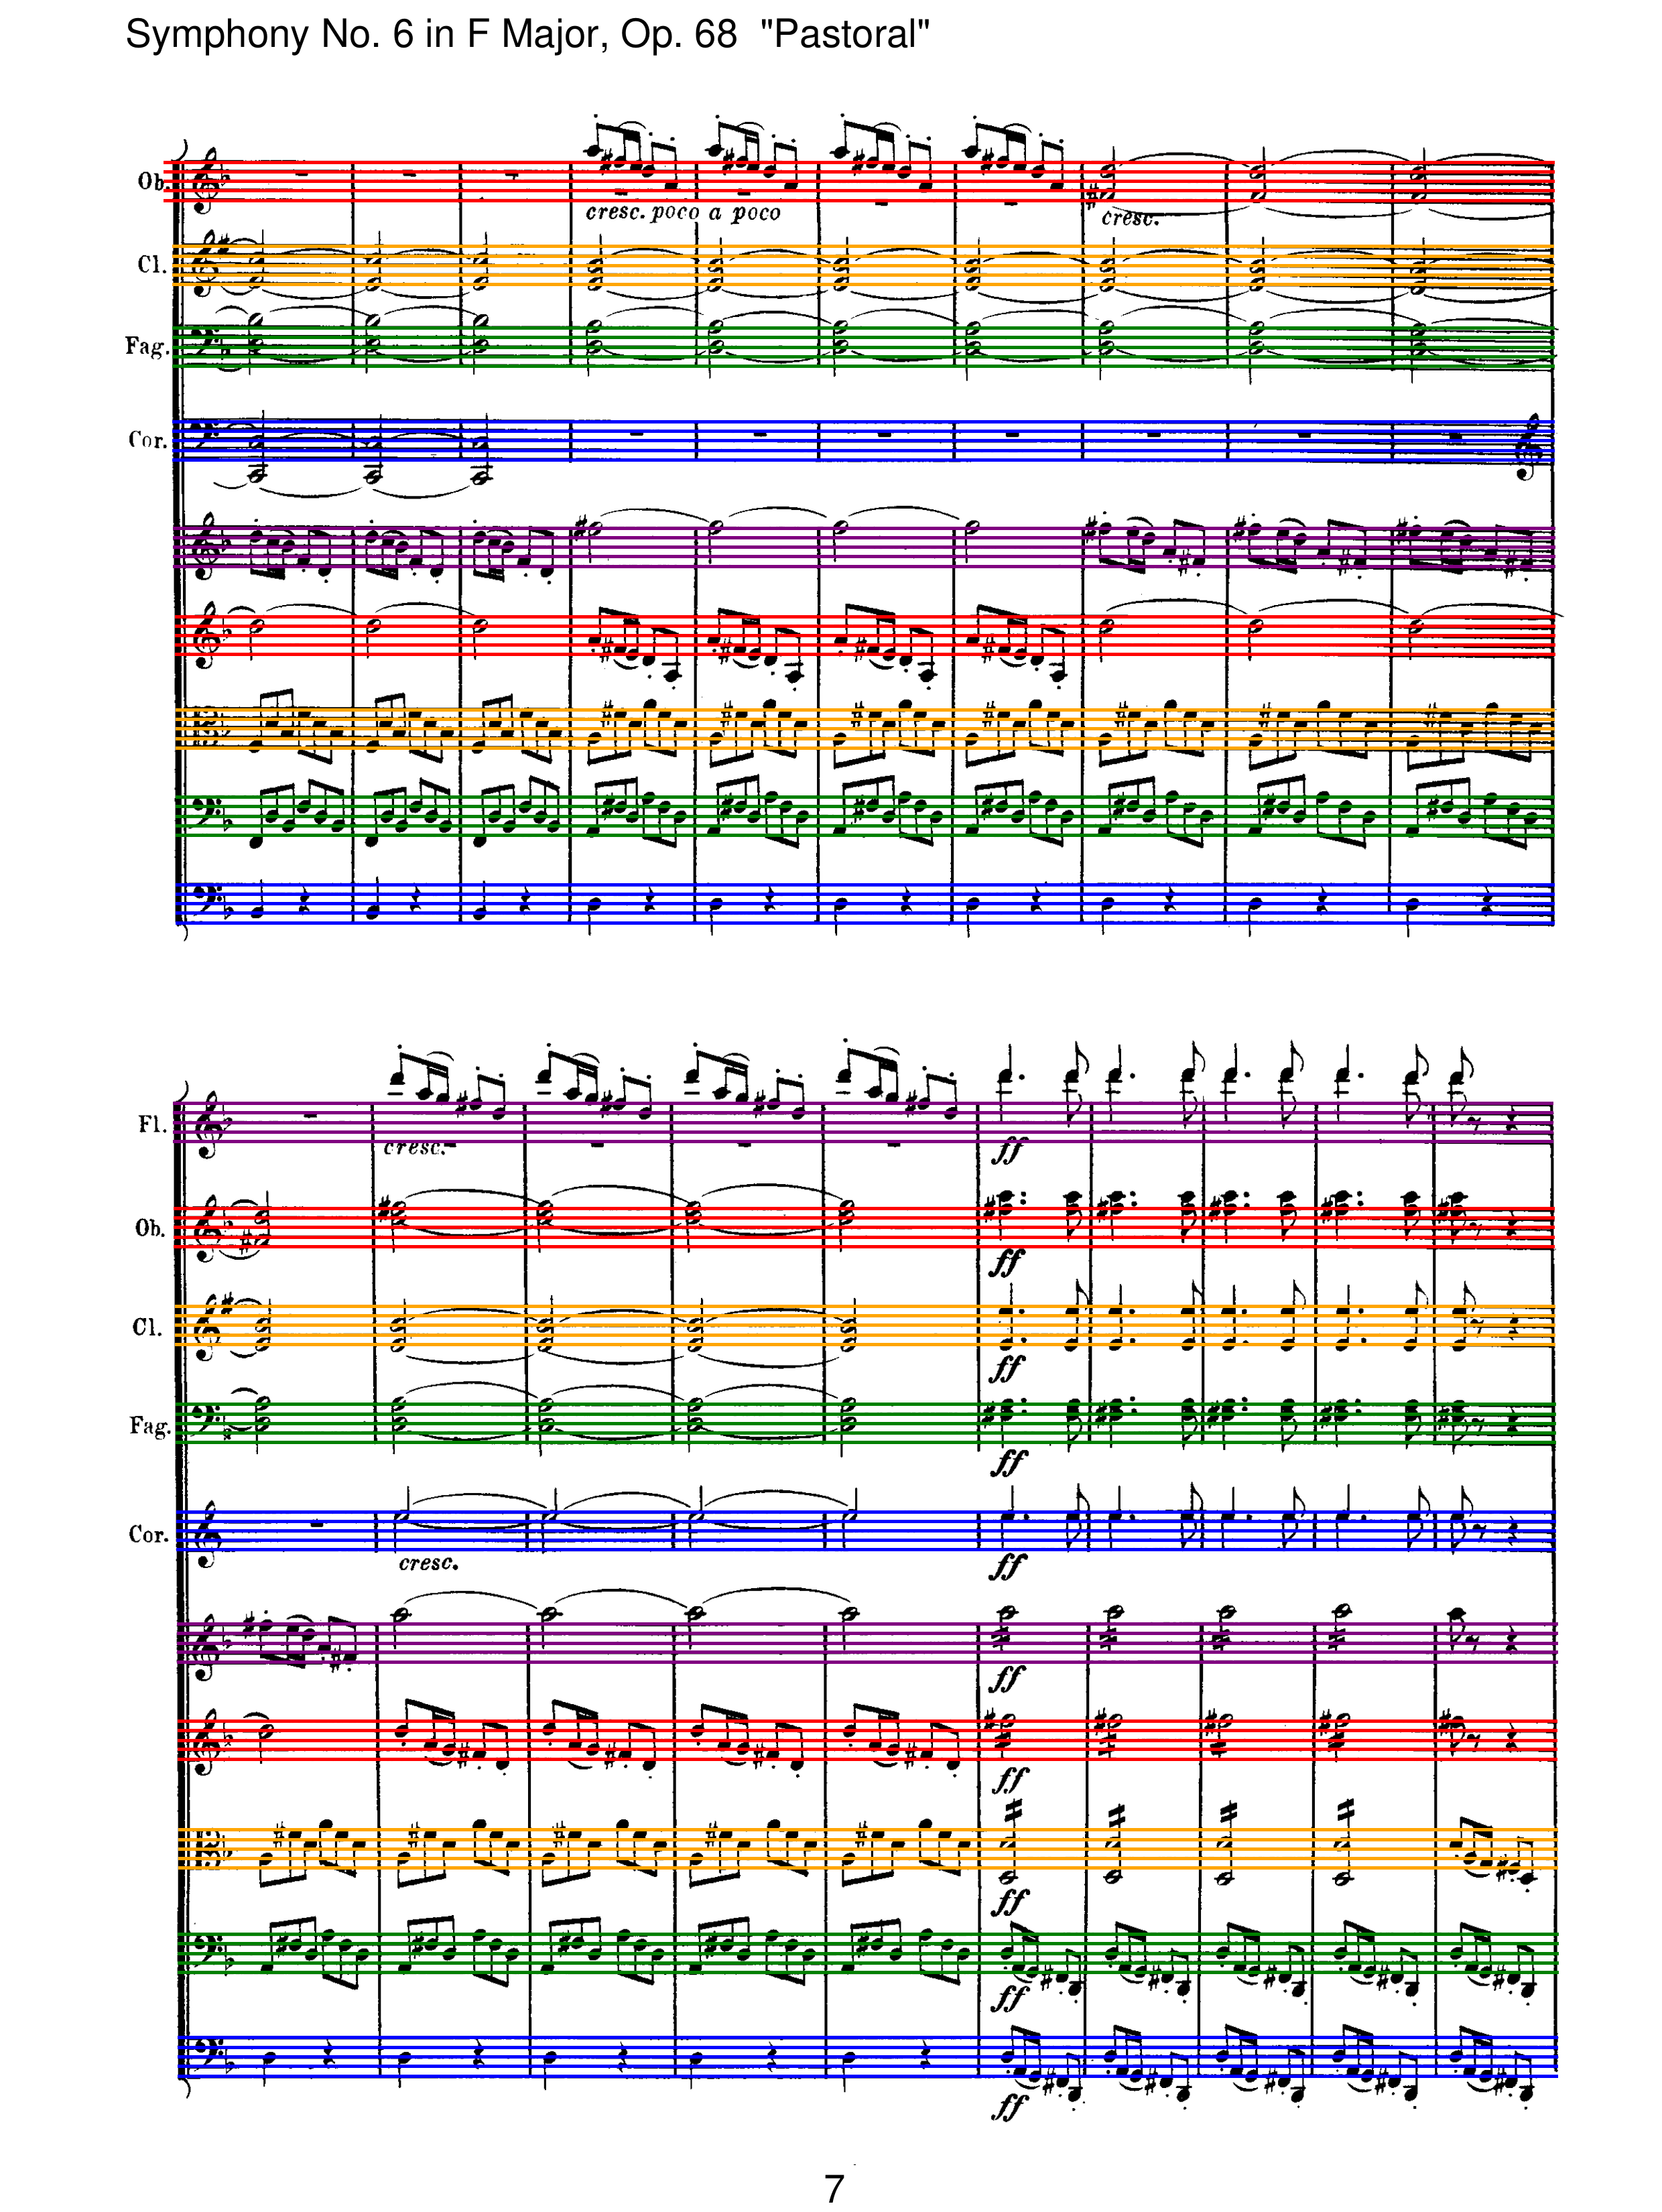 Symphony No. 6 in F Major, Op. 68 "Pastoral"
Ob.
cresc. poco a poco
cresc.
Cl.
Fag.
Cor.
Fl.
cresc.
ff
Ob.
ff
Cl.
ff
Fag.
ff
Cor.
cresc.
ff
ff
ff
ff
ff
ff
7